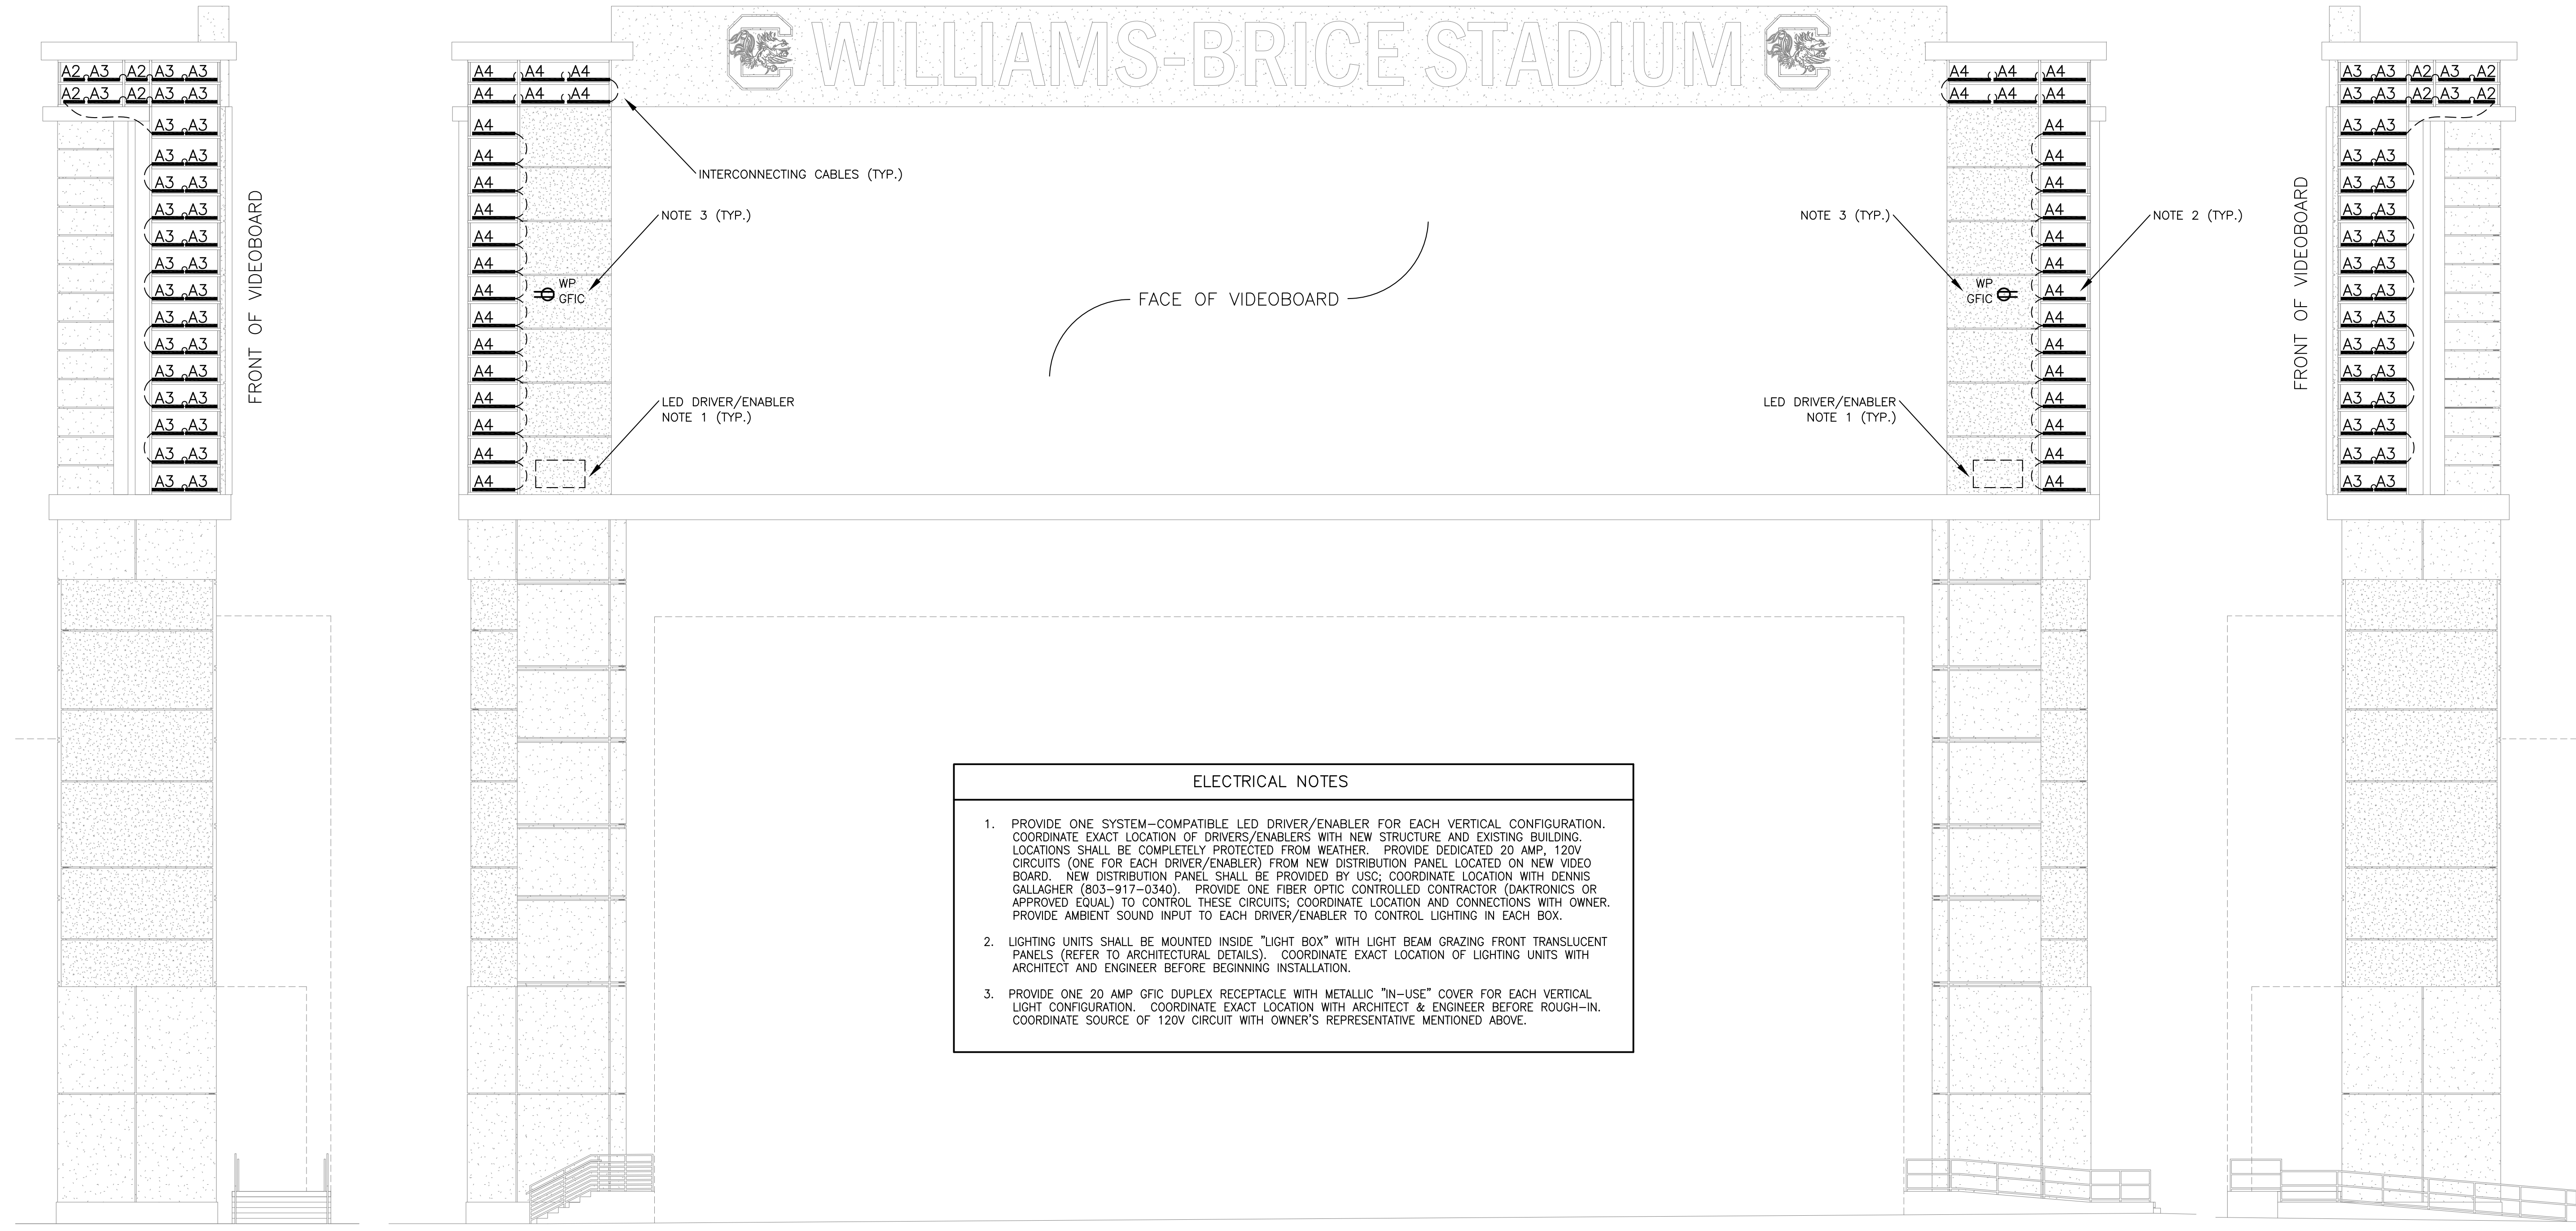 WILLIAMS-BRICE STADIUM
A2 A3 A2 A3 A3
A2 A3 A2 A3 A3
A3 A3
A3 A3
A3 A3
A3 A3
A3 A3
A3 A3
A3 A3
A3 A3
A3 A3
A3 A3
A3 A3
A3 A3
A3 A3
A3 A3
FRONT OF VIDEOBOARD
A4 A4 A4
A4 A4 A4
A4
A4
A4
A4
A4
A4
A4
A4
A4
A4
A4
A4
A4
A4
INTERCONNECTING CABLES (TYP.)
NOTE 3 (TYP.)
WP
GFIC
LED DRIVER/ENABLER
NOTE 1 (TYP.)
FACE OF VIDEOBOARD
A4 A4 A4
A4 A4 A4
A4
A4
A4
A4
A4
A4
A4
A4
A4
A4
A4
A4
A4
A4
NOTE 3 (TYP.)
NOTE 2 (TYP.)
WP
GFIC
LED DRIVER/ENABLER
NOTE 1 (TYP.)
FRONT OF VIDEOBOARD
A3 A3 A2 A3 A2
A3 A3 A2 A3 A2
A3 A3
A3 A3
A3 A3
A3 A3
A3 A3
A3 A3
A3 A3
A3 A3
A3 A3
A3 A3
A3 A3
A3 A3
A3 A3
A3 A3
ELECTRICAL NOTES
1. PROVIDE ONE SYSTEM-COMPATIBLE LED DRIVER/ENABLER FOR EACH VERTICAL CONFIGURATION.
COORDINATE EXACT LOCATION OF DRIVERS/ENABLERS WITH NEW STRUCTURE AND EXISTING BUILDING.
LOCATIONS SHALL BE COMPLETELY PROTECTED FROM WEATHER. PROVIDE DEDICATED 20 AMP, 120V
CIRCUITS (ONE FOR EACH DRIVER/ENABLER) FROM NEW DISTRIBUTION PANEL LOCATED ON NEW VIDEO
BOARD. NEW DISTRIBUTION PANEL SHALL BE PROVIDED BY USC; COORDINATE LOCATION WITH DENNIS
GALLAGHER (803-917-0340). PROVIDE ONE FIBER OPTIC CONTROLLED CONTRACTOR (DAKTRONICS OR
APPROVED EQUAL) TO CONTROL THESE CIRCUITS; COORDINATE LOCATION AND CONNECTIONS WITH OWNER.
PROVIDE AMBIENT SOUND INPUT TO EACH DRIVER/ENABLER TO CONTROL LIGHTING IN EACH BOX.
2. LIGHTING UNITS SHALL BE MOUNTED INSIDE "LIGHT BOX" WITH LIGHT BEAM GRAZING FRONT TRANSLUCENT
PANELS (REFER TO ARCHITECTURAL DETAILS). COORDINATE EXACT LOCATION OF LIGHTING UNITS WITH
ARCHITECT AND ENGINEER BEFORE BEGINNING INSTALLATION.
3. PROVIDE ONE 20 AMP GFIC DUPLEX RECEPTACLE WITH METALLIC "IN-USE" COVER FOR EACH VERTICAL
LIGHT CONFIGURATION. COORDINATE EXACT LOCATION WITH ARCHITECT & ENGINEER BEFORE ROUGH-IN.
COORDINATE SOURCE OF 120V CIRCUIT WITH OWNER'S REPRESENTATIVE MENTIONED ABOVE.